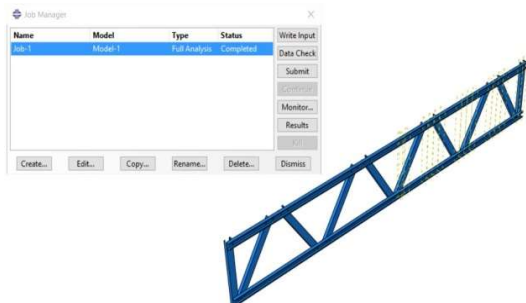 Job Manager
Name Model Type Status
Job-1 Model-1 Full Analysis Completed
Write Input
Data Check
Submit
Continue
Monitor...
Results
Kill
Create... Edit... Copy... Rename... Delete... Dismiss